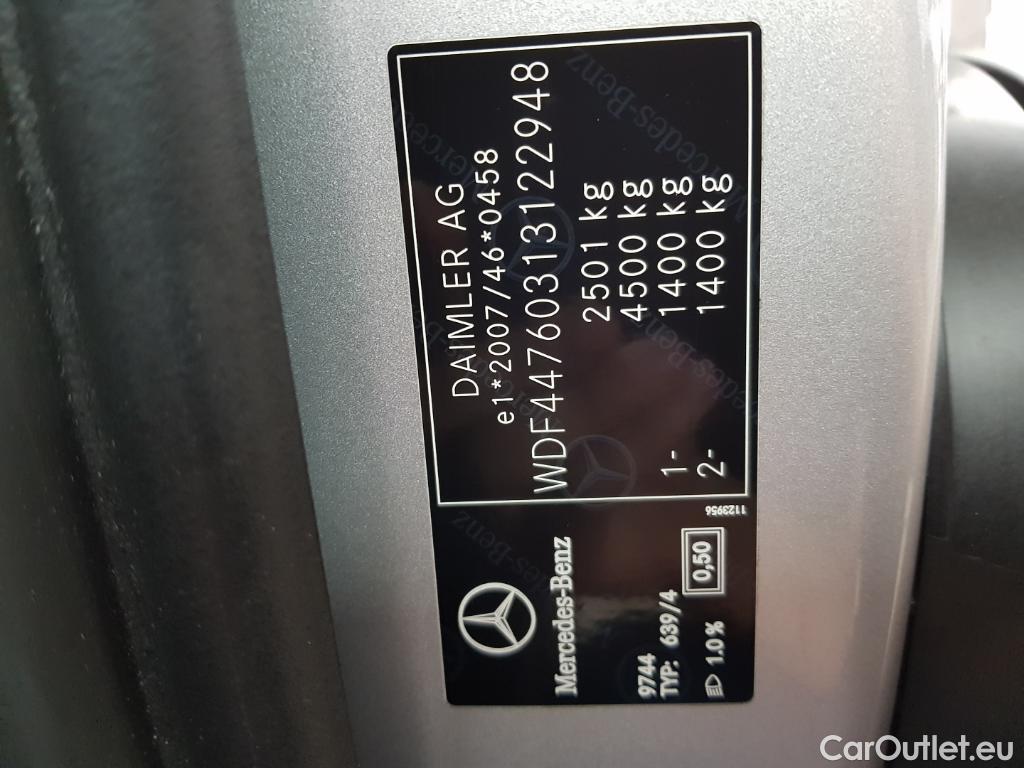 DAIMLER AG
e1*2007/46*0458
WDF44760313122948
2501 kg
4500 kg
1- 1400 kg
2- 1400 kg
Mercedes-Benz
9744
TYP: 639/4
1.0 %
0,50
1123956
CarOutlet.eu